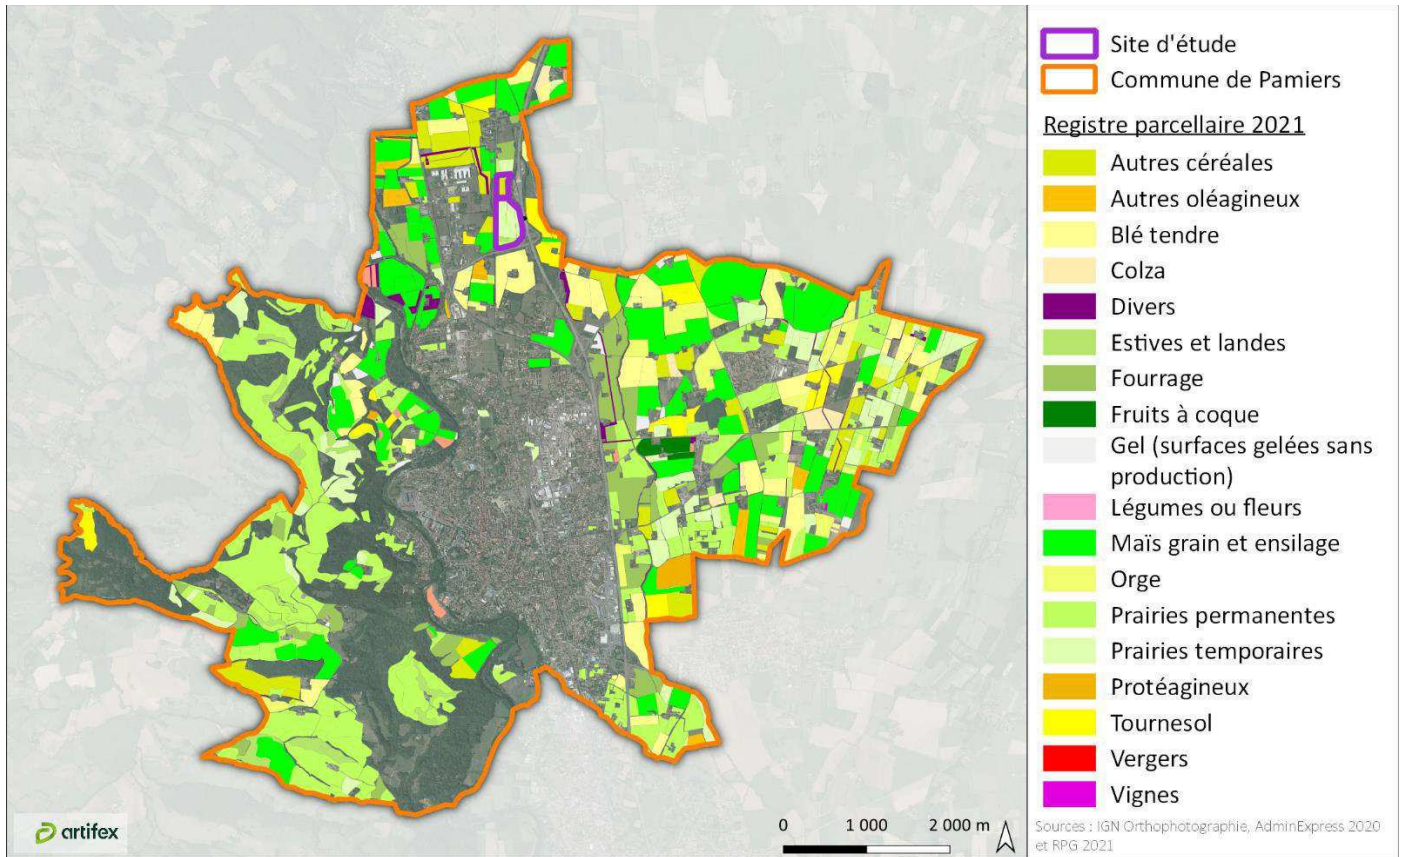 Site d'étude
Commune de Pamiers
Registre parcellaire 2021
Autres céréales
Autres oléagineux
Blé tendre
Colza
Divers
Estives et landes
Fourrage
Fruits à coque
Gel (surfaces gelées sans
production)
Légumes ou fleurs
Maïs grain et ensilage
Orge
Prairies permanentes
Prairies temporaires
Protéagineux
Tournesol
Vergers
Vignes
Sources : IGN Orthophotographie, AdminExpress 2020
et RPG 2021
artifex
0 1 000 2 000 m